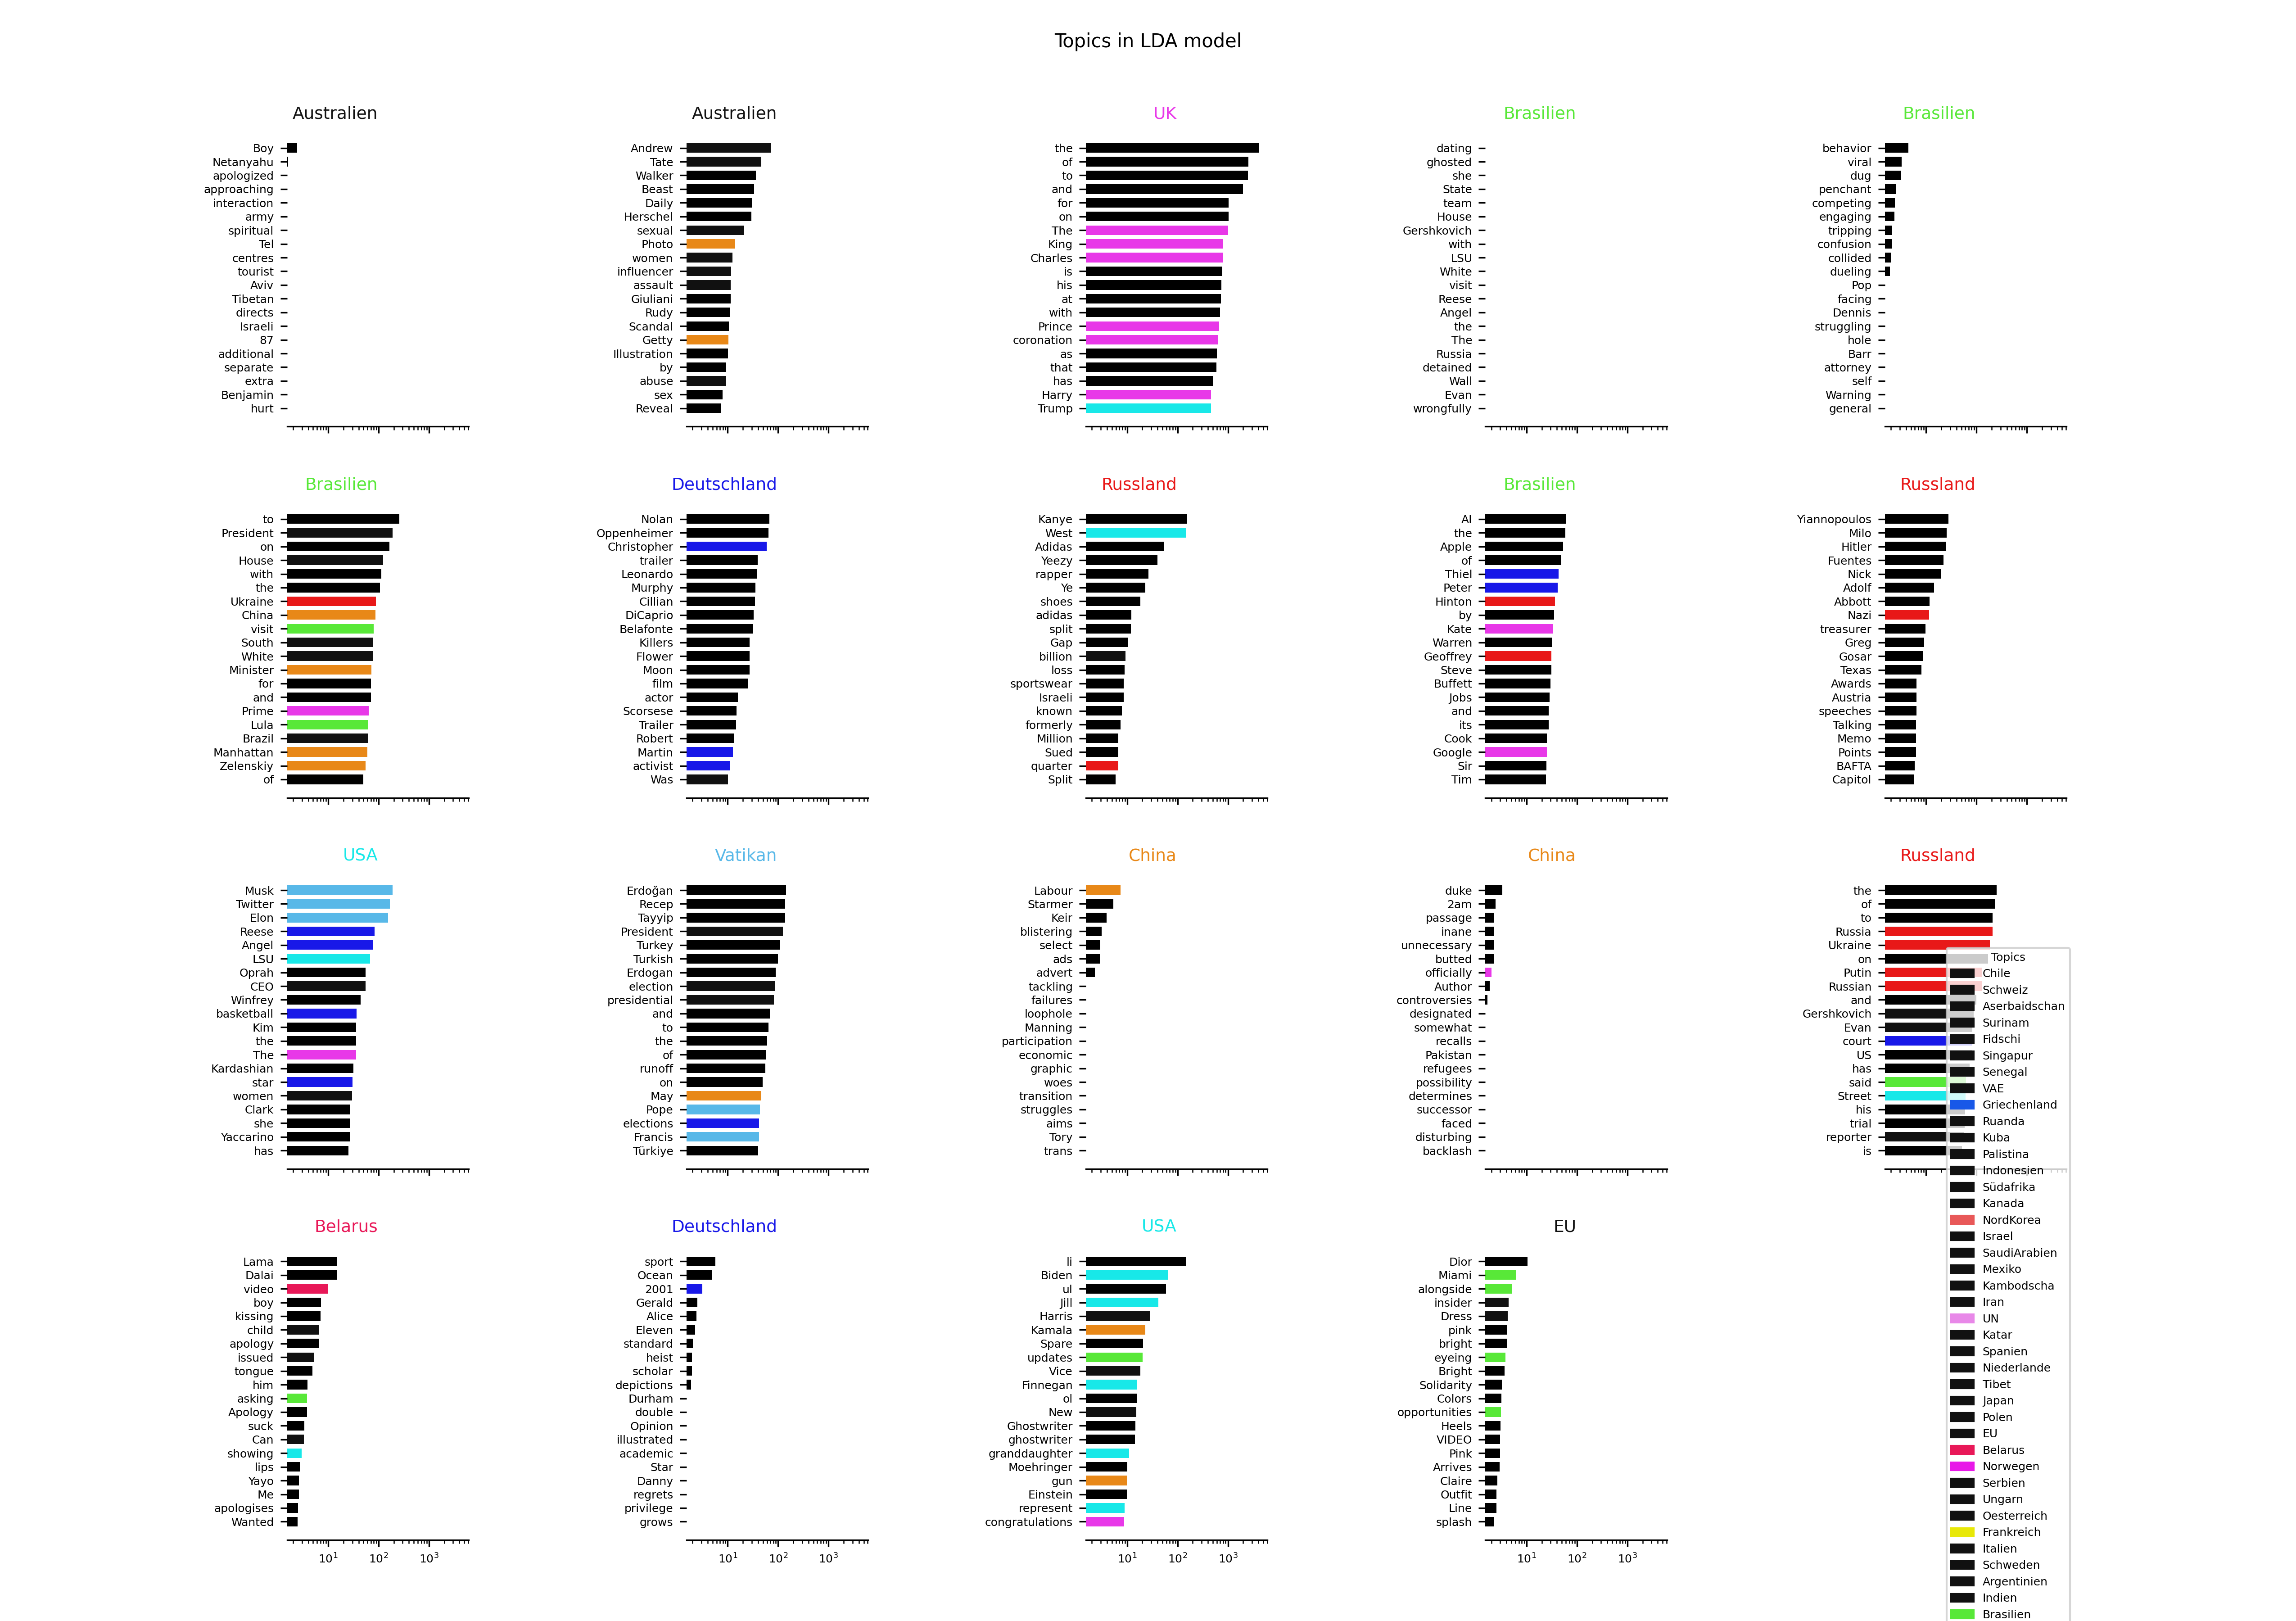 Topics in LDA model
Australien
Boy
Netanyahu
apologized
approaching
interaction
army
spiritual
Tel
centres
tourist
Aviv
Tibetan
directs
Israeli
87
additional
separate
extra
Benjamin
hurt
Australien
Andrew
Tate
Walker
Beast
Daily
Herschel
sexual
Photo
women
influencer
assault
Giuliani
Rudy
Scandal
Getty
Illustration
by
abuse
sex
Reveal
UK
the
of
to
and
for
on
The
King
Charles
is
his
at
with
Prince
coronation
as
that
has
Harry
Trump
Brasilien
dating
ghosted
she
State
team
House
Gershkovich
with
LSU
White
visit
Reese
Angel
the
The
Russia
detained
Wall
Evan
wrongfully
Brasilien
behavior
viral
dug
penchant
competing
engaging
tripping
confusion
collided
dueling
Pop
facing
Dennis
struggling
hole
Barr
attorney
self
Warning
general
Brasilien
to
President
on
House
with
the
Ukraine
China
visit
South
White
Minister
for
and
Prime
Lula
Brazil
Manhattan
Zelenskiy
of
Deutschland
Nolan
Oppenheimer
Christopher
trailer
Leonardo
Murphy
Cillian
DiCaprio
Belafonte
Killers
Flower
Moon
film
actor
Scorsese
Trailer
Robert
Martin
activist
Was
Russland
Kanye
West
Adidas
Yeezy
rapper
Ye
shoes
adidas
split
Gap
billion
loss
sportswear
Israeli
known
formerly
Million
Sued
quarter
Split
Brasilien
AI
the
Apple
of
Thiel
Peter
Hinton
by
Kate
Warren
Geoffrey
Steve
Buffett
Jobs
and
its
Cook
Google
Sir
Tim
Russland
Yiannopoulos
Milo
Hitler
Fuentes
Nick
Adolf
Abbott
Nazi
treasurer
Greg
Gosar
Texas
Awards
Austria
speeches
Talking
Memo
Points
BAFTA
Capitol
USA
Musk
Twitter
Elon
Reese
Angel
LSU
Oprah
CEO
Winfrey
basketball
Kim
the
The
Kardashian
star
women
Clark
she
Yaccarino
has
Vatikan
Erdoğan
Recep
Tayyip
President
Turkey
Turkish
Erdogan
election
presidential
and
to
the
of
runoff
on
May
Pope
elections
Francis
Türkiye
China
Labour
Starmer
Keir
blistering
select
ads
advert
tackling
failures
loophole
Manning
participation
economic
graphic
woes
transition
struggles
aims
Tory
trans
China
duke
2am
passage
inane
unnecessary
butted
officially
Author
controversies
designated
somewhat
recalls
Pakistan
refugees
possibility
determines
successor
faced
disturbing
backlash
Russland
the
of
to
Russia
Ukraine
on
Putin
Russian
and
Gershkovich
Evan
court
US
has
said
Street
his
trial
reporter
is
Belarus
Lama
Dalai
video
boy
kissing
child
apology
issued
tongue
him
asking
Apology
suck
Can
showing
lips
Yayo
Me
apologises
Wanted
10¹ 10² 10³
Deutschland
sport
Ocean
2001
Gerald
Alice
Eleven
standard
heist
scholar
depictions
Durham
double
Opinion
illustrated
academic
Star
Danny
regrets
privilege
grows
10¹ 10² 10³
USA
li
Biden
ul
Jill
Harris
Kamala
Spare
updates
Vice
Finnegan
ol
New
Ghostwriter
ghostwriter
granddaughter
Moehringer
gun
Einstein
represent
congratulations
10¹ 10² 10³
EU
Dior
Miami
alongside
insider
Dress
pink
bright
eyeing
Bright
Solidarity
Colors
opportunities
Heels
VIDEO
Pink
Arrives
Claire
Outfit
Line
splash
10¹ 10² 10³
Topics
Chile
Schweiz
Aserbaidschan
Surinam
Fidschi
Singapur
Senegal
VAE
Griechenland
Ruanda
Kuba
Palistina
Indonesien
Südafrika
Kanada
NordKorea
Israel
SaudiArabien
Mexiko
Kambodscha
Iran
UN
Katar
Spanien
Niederlande
Tibet
Japan
Polen
EU
Belarus
Norwegen
Serbien
Ungarn
Oesterreich
Frankreich
Italien
Schweden
Argentinien
Indien
Brasilien